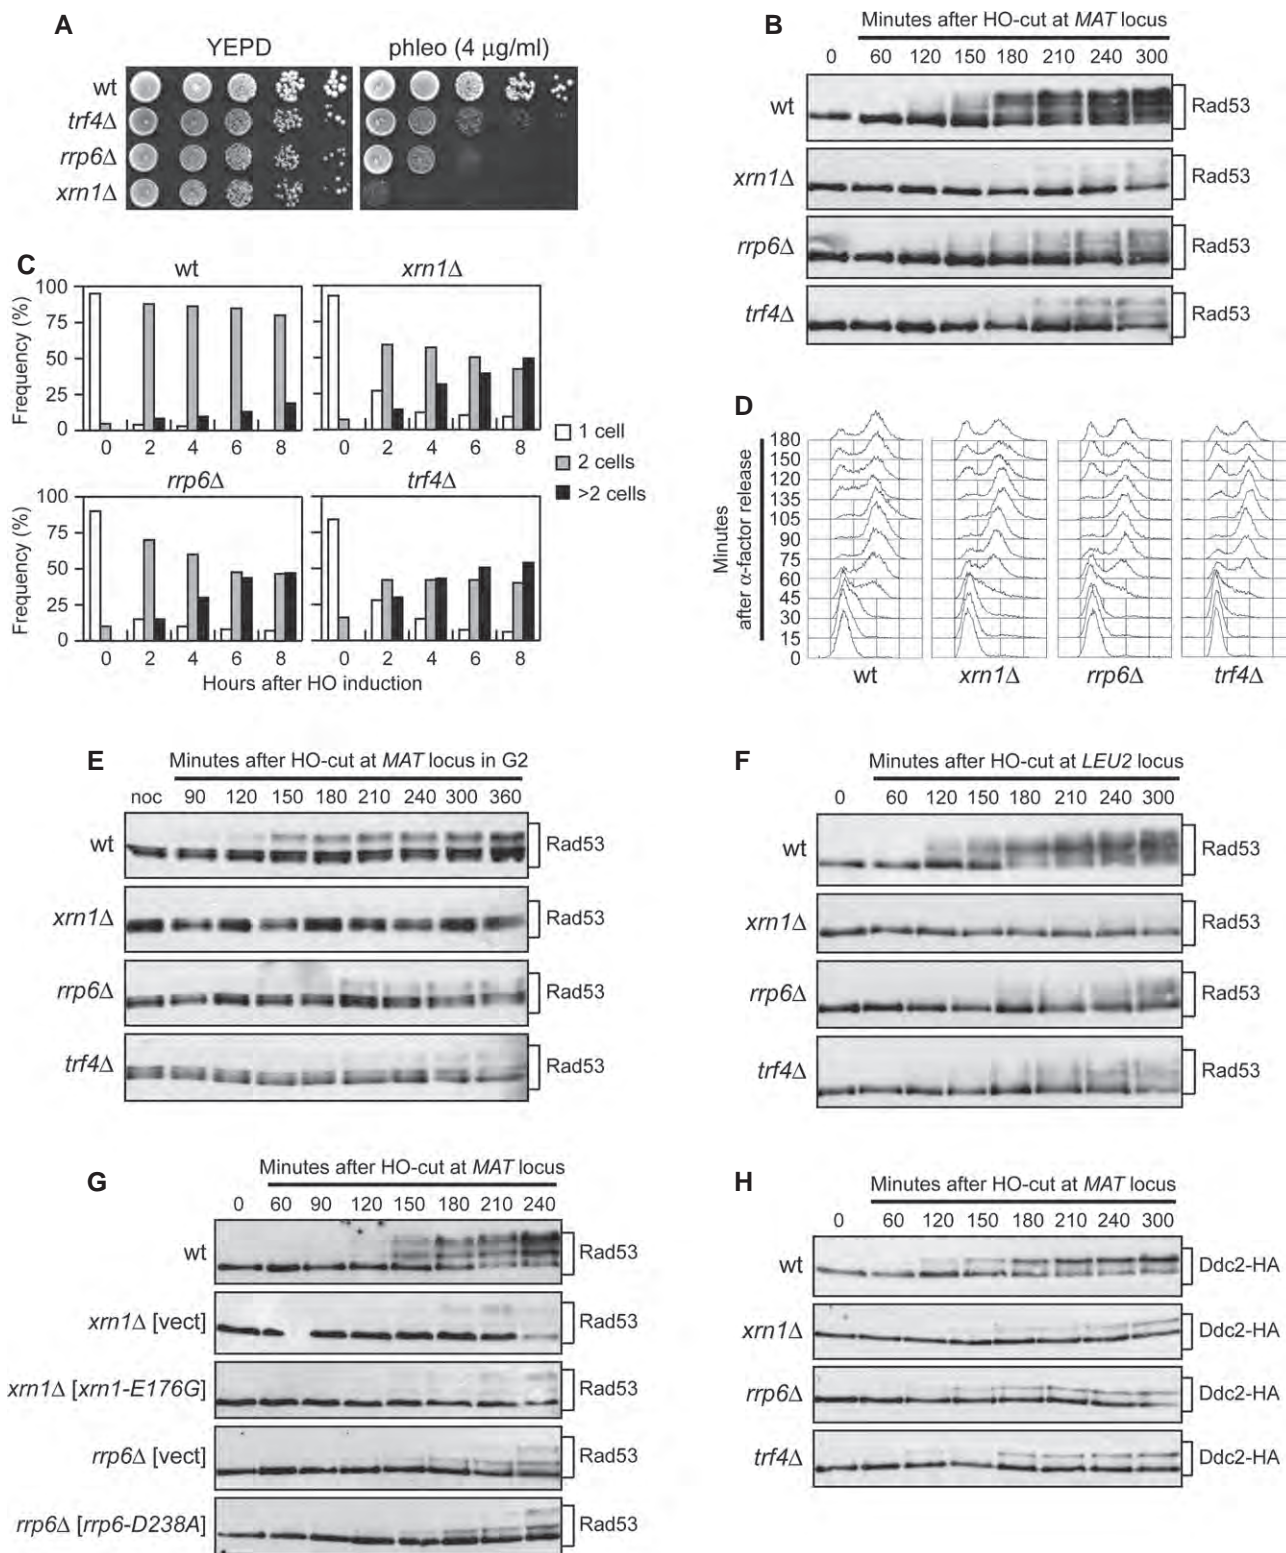 A
YEPD
phleo (4 µg/ml)
wt
trf4Δ
rrp6Δ
xrn1Δ
B
Minutes after HO-cut at MAT locus
0 60 120 150 180 210 240 300
wt
Rad53
xrn1Δ
Rad53
rrp6Δ
Rad53
trf4Δ
Rad53
C
wt
xrn1Δ
Frequency (%)
100
75
50
25
0
0 2 4 6 8
0 2 4 6 8
1 cell
2 cells
>2 cells
rrp6Δ
trf4Δ
Frequency (%)
100
75
50
25
0
0 2 4 6 8
0 2 4 6 8
Hours after HO induction
D
Minutes
after α-factor release
180
150
120
135
105
90
75
60
45
30
15
0
wt
xrn1Δ
rrp6Δ
trf4Δ
E
Minutes after HO-cut at MAT locus in G2
noc 90 120 150 180 210 240 300 360
wt
Rad53
xrn1Δ
Rad53
rrp6Δ
Rad53
trf4Δ
Rad53
F
Minutes after HO-cut at LEU2 locus
0 60 120 150 180 210 240 300
wt
Rad53
xrn1Δ
Rad53
rrp6Δ
Rad53
trf4Δ
Rad53
G
Minutes after HO-cut at MAT locus
0 60 90 120 150 180 210 240
wt
Rad53
xrn1Δ [vect]
Rad53
xrn1Δ [xrn1-E176G]
Rad53
rrp6Δ [vect]
Rad53
rrp6Δ [rrp6-D238A]
Rad53
H
Minutes after HO-cut at MAT locus
0 60 120 150 180 210 240 300
wt
Ddc2-HA
xrn1Δ
Ddc2-HA
rrp6Δ
Ddc2-HA
trf4Δ
Ddc2-HA